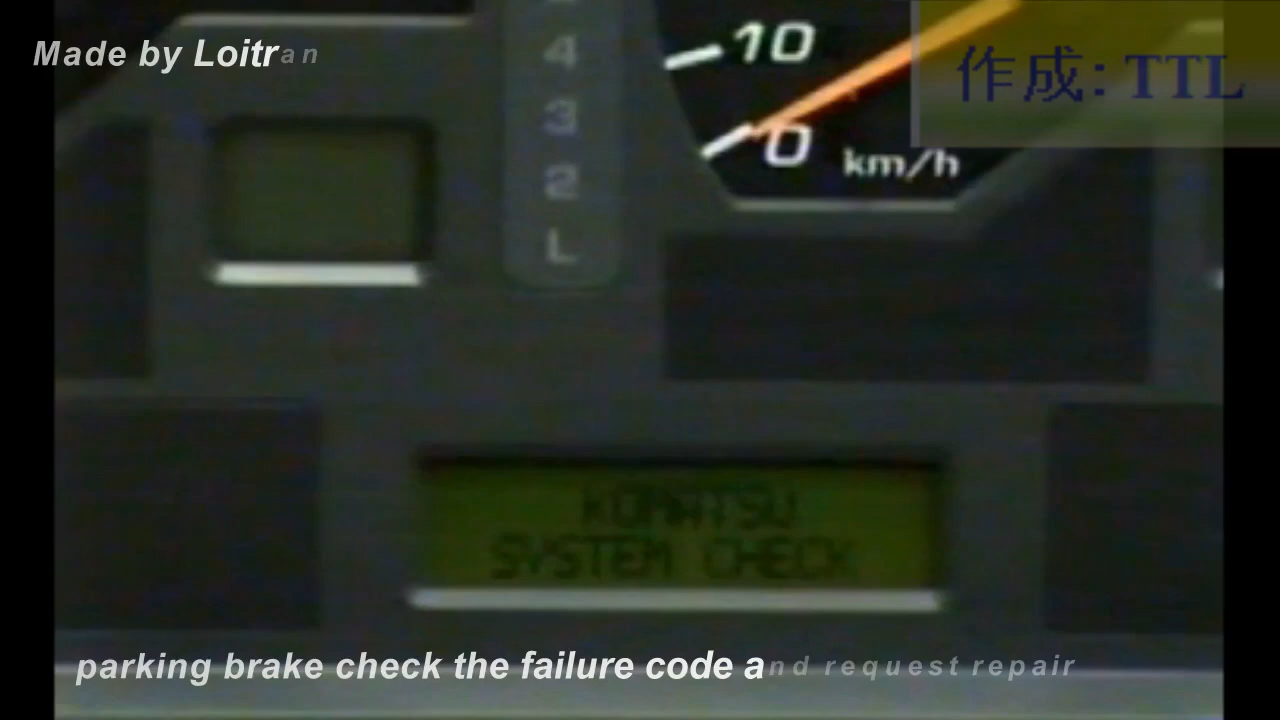 Made by Loitran
作成: TTL
4
3
2
L
10
0
km/h
KOMATSU
SYSTEM CHECK
parking brake check the failure code and request repair